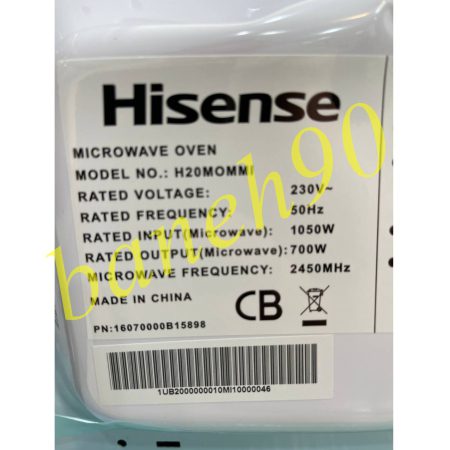 Hisense
MICROWAVE OVEN
MODEL NO.: H20MOMMI
RATED VOLTAGE: 230V~
RATED FREQUENCY: 50Hz
RATED INPUT(Microwave): 1050W
RATED OUTPUT(Microwave): 700W
MICROWAVE FREQUENCY: 2450MHz
MADE IN CHINA
CB
PN:16070000B15898
1UB2000000010MI10000046
baneh90